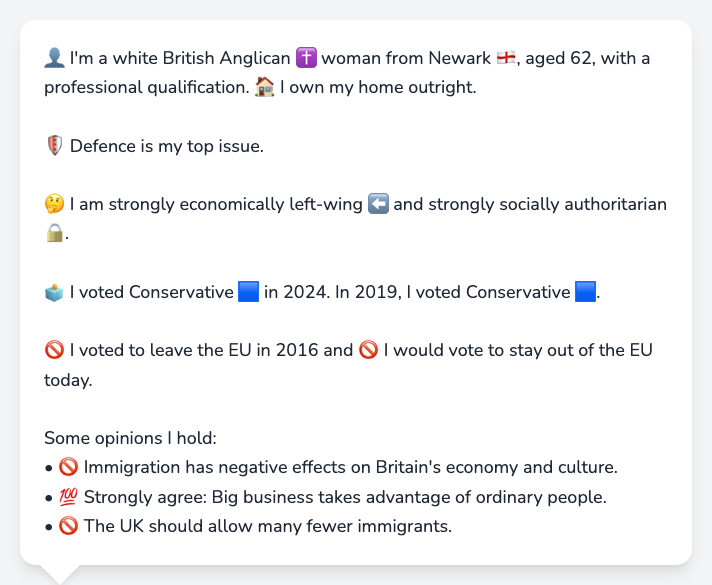 👤 I'm a white British Anglican ✝️ woman from Newark 🏴󠁧󠁢󠁥󠁮󠁧󠁿, aged 62, with a
professional qualification. 🏠 I own my home outright.
🛡️ Defence is my top issue.
🤔 I am strongly economically left-wing ⬅️ and strongly socially authoritarian
🔒.
🗳️ I voted Conservative 🟦 in 2024. In 2019, I voted Conservative 🟦.
🚫 I voted to leave the EU in 2016 and 🚫 I would vote to stay out of the EU
today.
Some opinions I hold:
• 🚫 Immigration has negative effects on Britain's economy and culture.
• 💯 Strongly agree: Big business takes advantage of ordinary people.
• 🚫 The UK should allow many fewer immigrants.